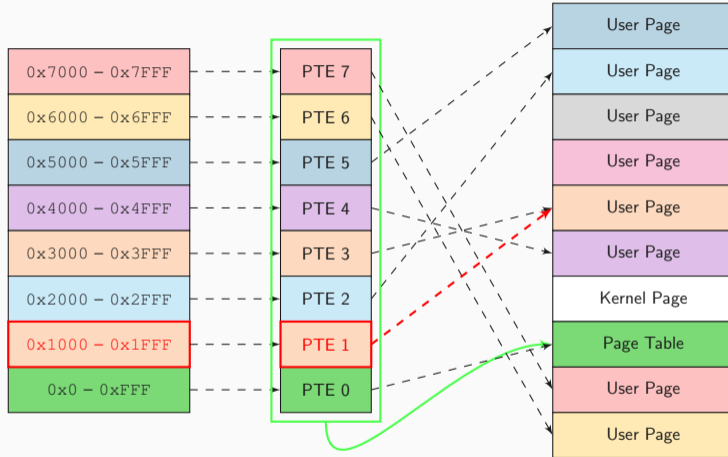 0x7000 – 0x7FFF
0x6000 – 0x6FFF
0x5000 – 0x5FFF
0x4000 – 0x4FFF
0x3000 – 0x3FFF
0x2000 – 0x2FFF
0x1000 – 0x1FFF
0x0 – 0xFFF
PTE 7
PTE 6
PTE 5
PTE 4
PTE 3
PTE 2
PTE 1
PTE 0
User Page
User Page
User Page
User Page
User Page
User Page
Kernel Page
Page Table
User Page
User Page